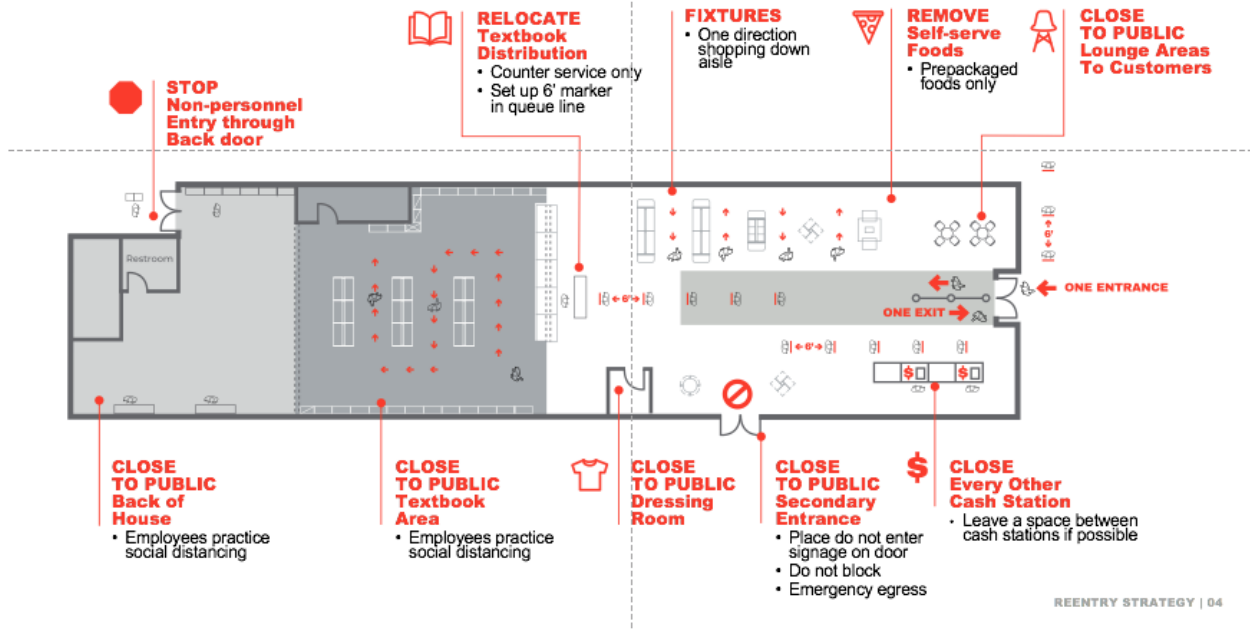 RELOCATE
Textbook
Distribution
• Counter service only
• Set up 6' marker
in queue line
FIXTURES
• One direction
shopping down
aisle
REMOVE
Self-serve
Foods
• Prepackaged
foods only
CLOSE
TO PUBLIC
Lounge Areas
To Customers
STOP
Non-personnel
Entry through
Back door
Restroom
6'
6'
ONE ENTRANCE
ONE EXIT
6'
$
$
CLOSE
TO PUBLIC
Back of
House
• Employees practice
social distancing
CLOSE
TO PUBLIC
Textbook
Area
• Employees practice
social distancing
CLOSE
TO PUBLIC
Dressing
Room
CLOSE
TO PUBLIC
Secondary
Entrance
• Place do not enter
signage on door
• Do not block
• Emergency egress
$
CLOSE
Every Other
Cash Station
• Leave a space between
cash stations if possible
REENTRY STRATEGY | 04